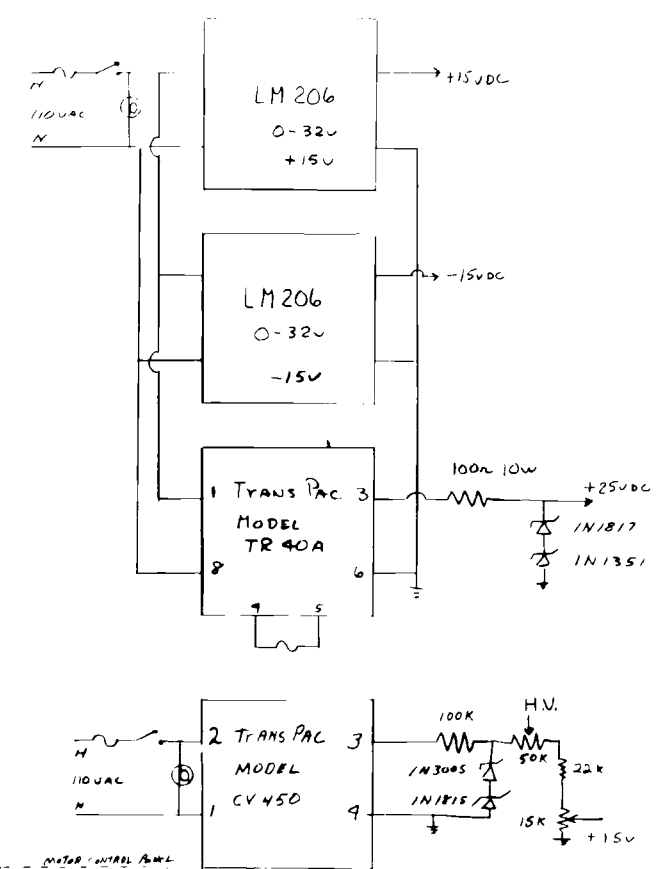 H
110VAC
N
LM 206
0-32v
+15v
+15VDC
LM 206
0-32v
-15v
-15VDC
1 TRANS PAC 3
MODEL
TR 40A
8
6
4 5
100Ω 10W
+25VDC
1N1817
1N1351
H
110VAC
N
2 TRANS PAC 3
MODEL
CV 450
1
4
100K
H.V.
50K
1N3005
22K
1N1815
15K
+15v
MOTOR CONTROL PANEL